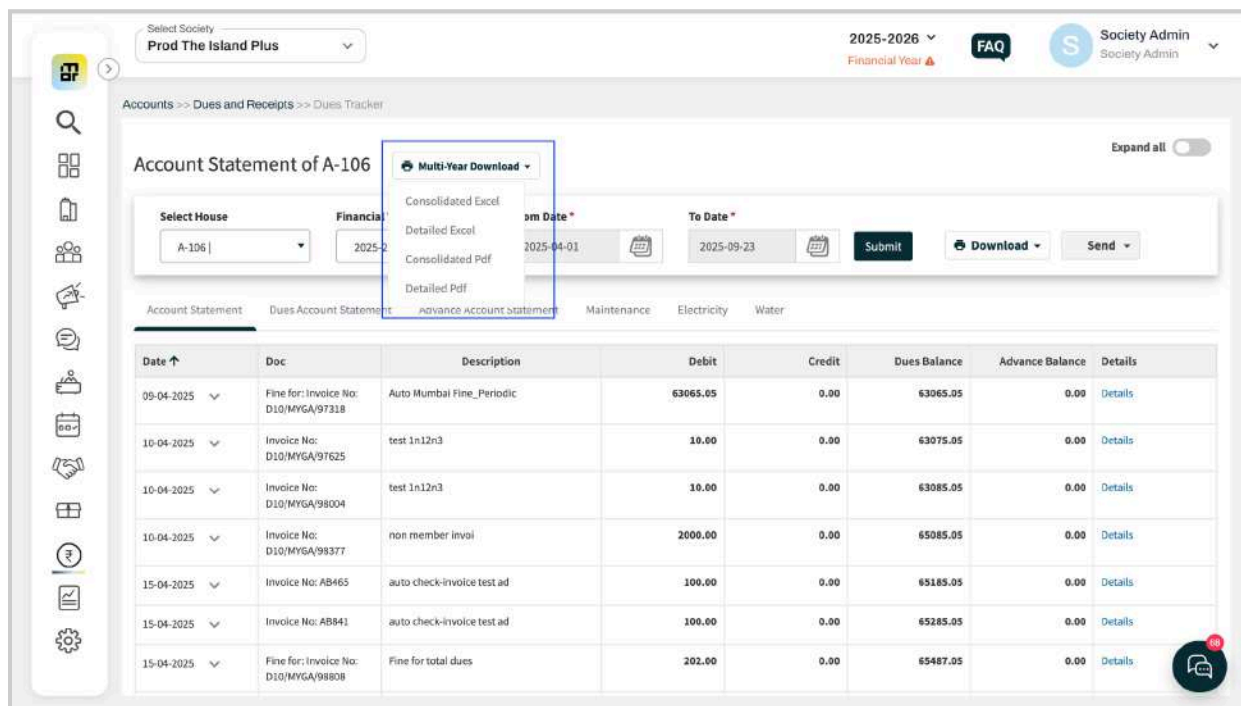 Select Society
Prod The Island Plus
2025-2026
Financial Year
FAQ
S
Society Admin
Society Admin
Accounts >> Dues and Receipts >> Dues Tracker
Account Statement of A-106
Multi-Year Download
Expand all
Consolidated Excel
Detailed Excel
Consolidated Pdf
Detailed Pdf
Select House
Financial
om Date *
To Date *
A-106
2025-2
2025-04-01
2025-09-23
Submit
Download
Send
Account Statement
Dues Account Statement
Advance Account Statement
Maintenance
Electricity
Water
Date Doc Description Debit Credit Dues Balance Advance Balance Details
09-04-2025 Fine for: Invoice No: Auto Mumbai Fine_Periodic 63065.05 0.00 63065.05 0.00 Details
D10/MYGA/97318
10-04-2025 Invoice No: test 1n12n3 10.00 0.00 63075.05 0.00 Details
D10/MYGA/97625
10-04-2025 Invoice No: test 1n12n3 10.00 0.00 63085.05 0.00 Details
D10/MYGA/98004
10-04-2025 Invoice No: non member invoi 2000.00 0.00 65085.05 0.00 Details
D10/MYGA/98377
15-04-2025 Invoice No: AB465 auto check-invoice test ad 100.00 0.00 65185.05 0.00 Details
15-04-2025 Invoice No: AB841 auto check-invoice test ad 100.00 0.00 65285.05 0.00 Details
15-04-2025 Fine for: Invoice No: Fine for total dues 202.00 0.00 65487.05 0.00 Details
D10/MYGA/98808